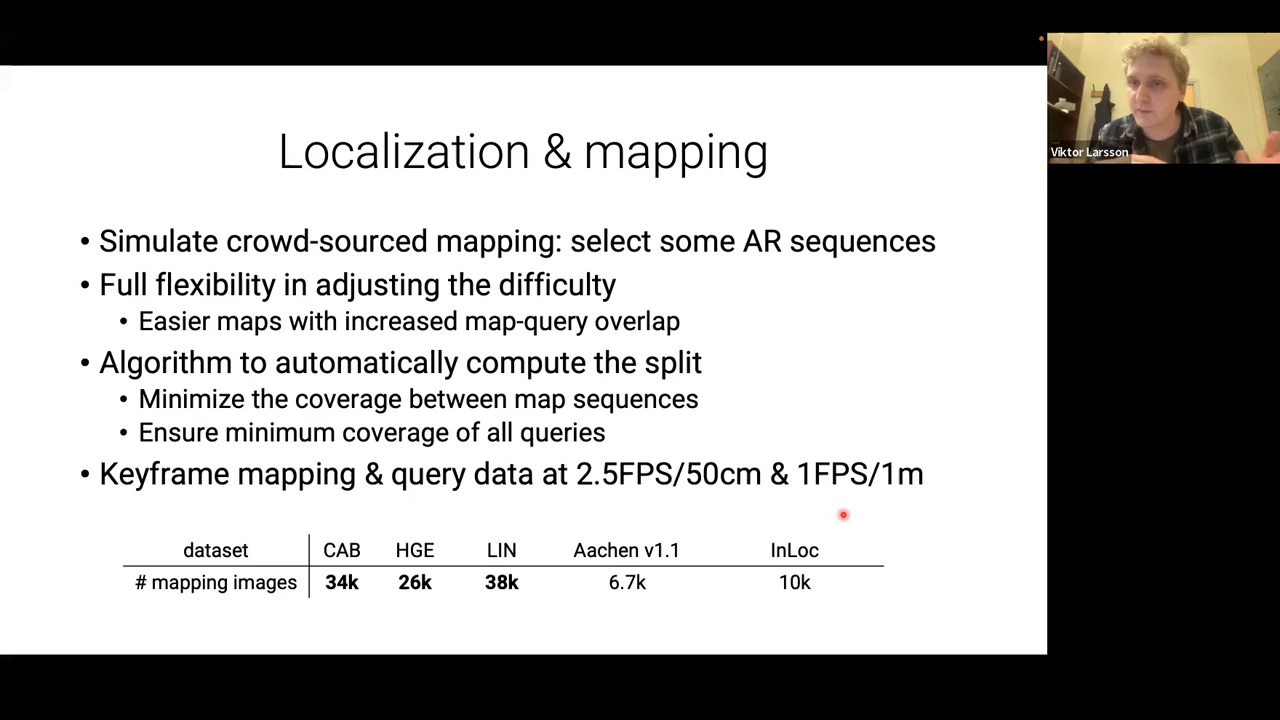 Localization & mapping
• Simulate crowd-sourced mapping: select some AR sequences
• Full flexibility in adjusting the difficulty
• Easier maps with increased map-query overlap
• Algorithm to automatically compute the split
• Minimize the coverage between map sequences
• Ensure minimum coverage of all queries
• Keyframe mapping & query data at 2.5FPS/50cm & 1FPS/1m
dataset CAB HGE LIN Aachen v1.1 InLoc
# mapping images 34k 26k 38k 6.7k 10k
Viktor Larsson